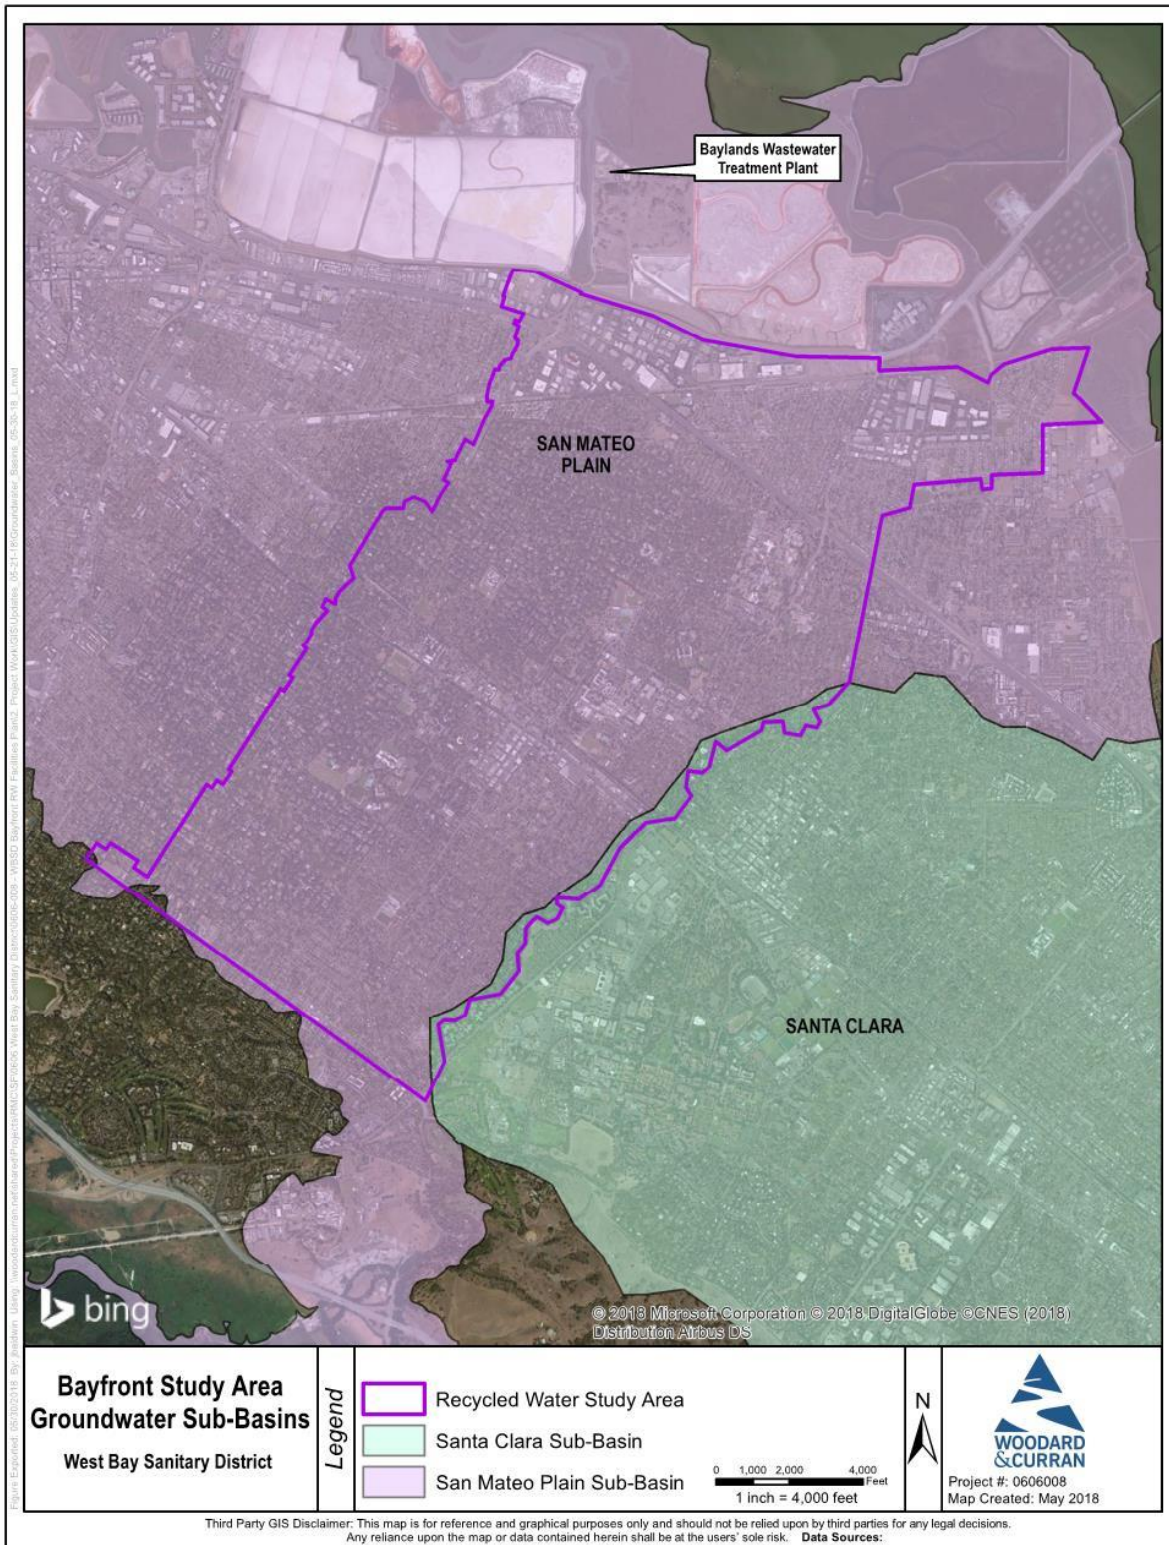 Baylands Wastewater
Treatment Plant
SAN MATEO
PLAIN
SANTA CLARA
bing
© 2018 Microsoft Corporation © 2018 DigitalGlobe ©CNES (2018)
Distribution Airbus DS
Bayfront Study Area
Groundwater Sub-Basins
West Bay Sanitary District
Legend
Recycled Water Study Area
Santa Clara Sub-Basin
San Mateo Plain Sub-Basin
0 1,000 2,000 4,000
Feet
1 inch = 4,000 feet
N
WOODARD
&CURRAN
Project #: 0606008
Map Created: May 2018
Third Party GIS Disclaimer: This map is for reference and graphical purposes only and should not be relied upon by third parties for any legal decisions.
Any reliance upon the map or data contained herein shall be at the users' sole risk. Data Sources: